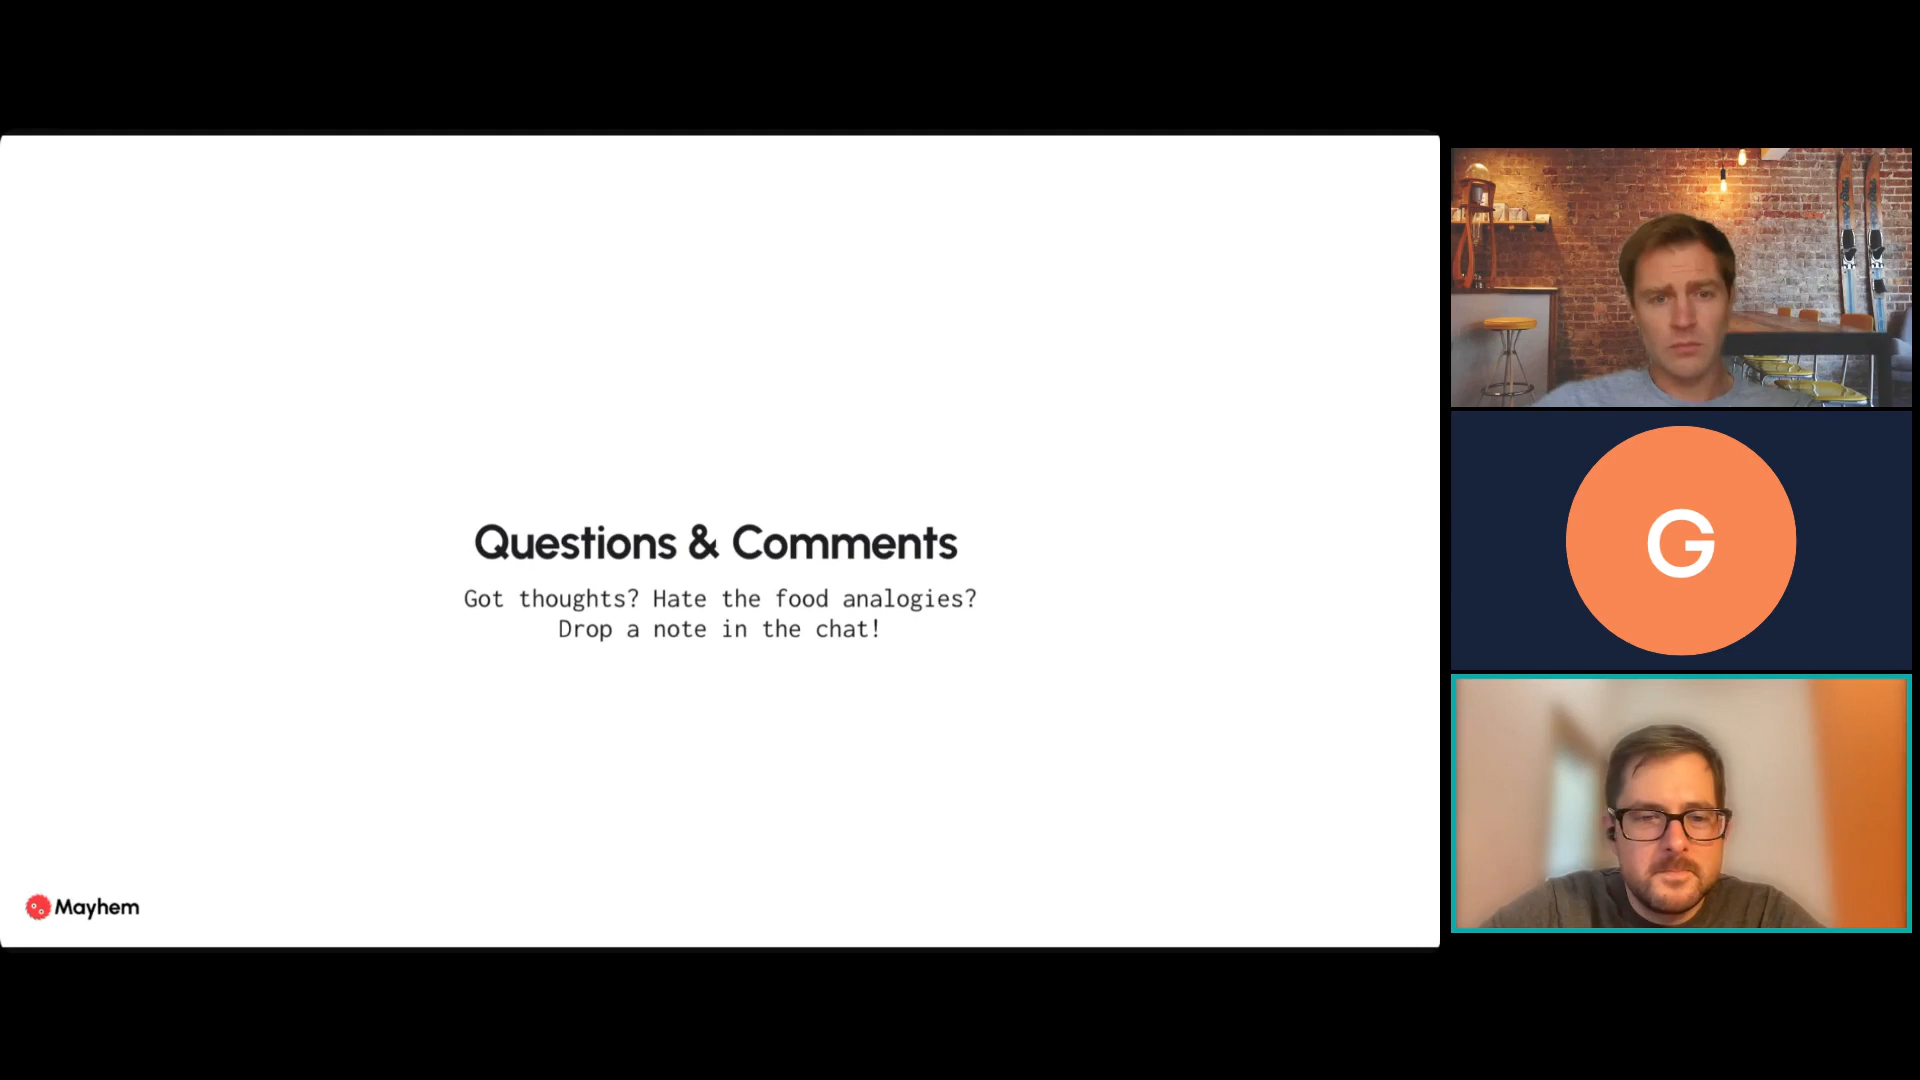 Questions & Comments
Got thoughts? Hate the food analogies?
Drop a note in the chat!
Mayhem
G